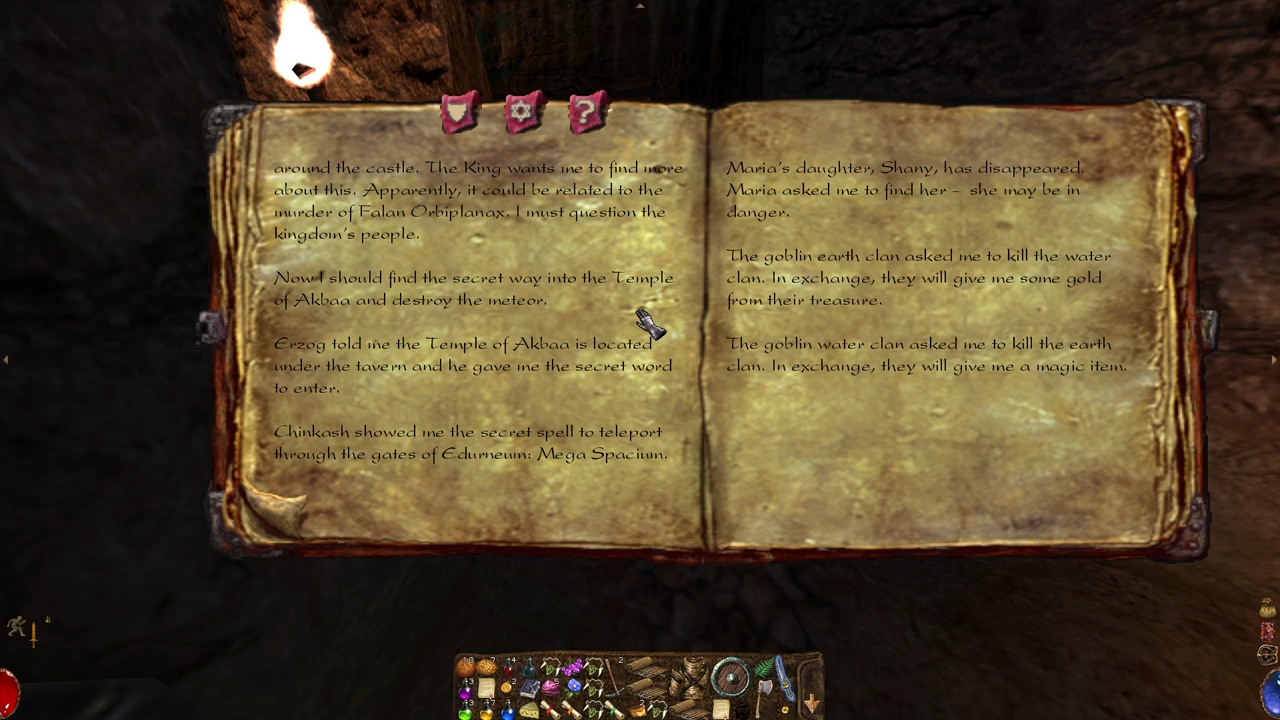 around the castle. The King wants me to find more
about this. Apparently, it could be related to the
murder of Falan Orbiplanax. I must question the
kingdom's people.
Now I should find the secret way into the Temple
of Akbaa and destroy the meteor.
Erzog told me the Temple of Akbaa is located
under the tavern and he gave me the secret word
to enter.
Chinkash showed me the secret spell to teleport
through the gates of Edurneum: Mega Spacium.
Maria's daughter, Shany, has disappeared.
Maria asked me to find her - she may be in
danger.
The goblin earth clan asked me to kill the water
clan. In exchange, they will give me some gold
from their treasure.
The goblin water clan asked me to kill the earth
clan. In exchange, they will give me a magic item.